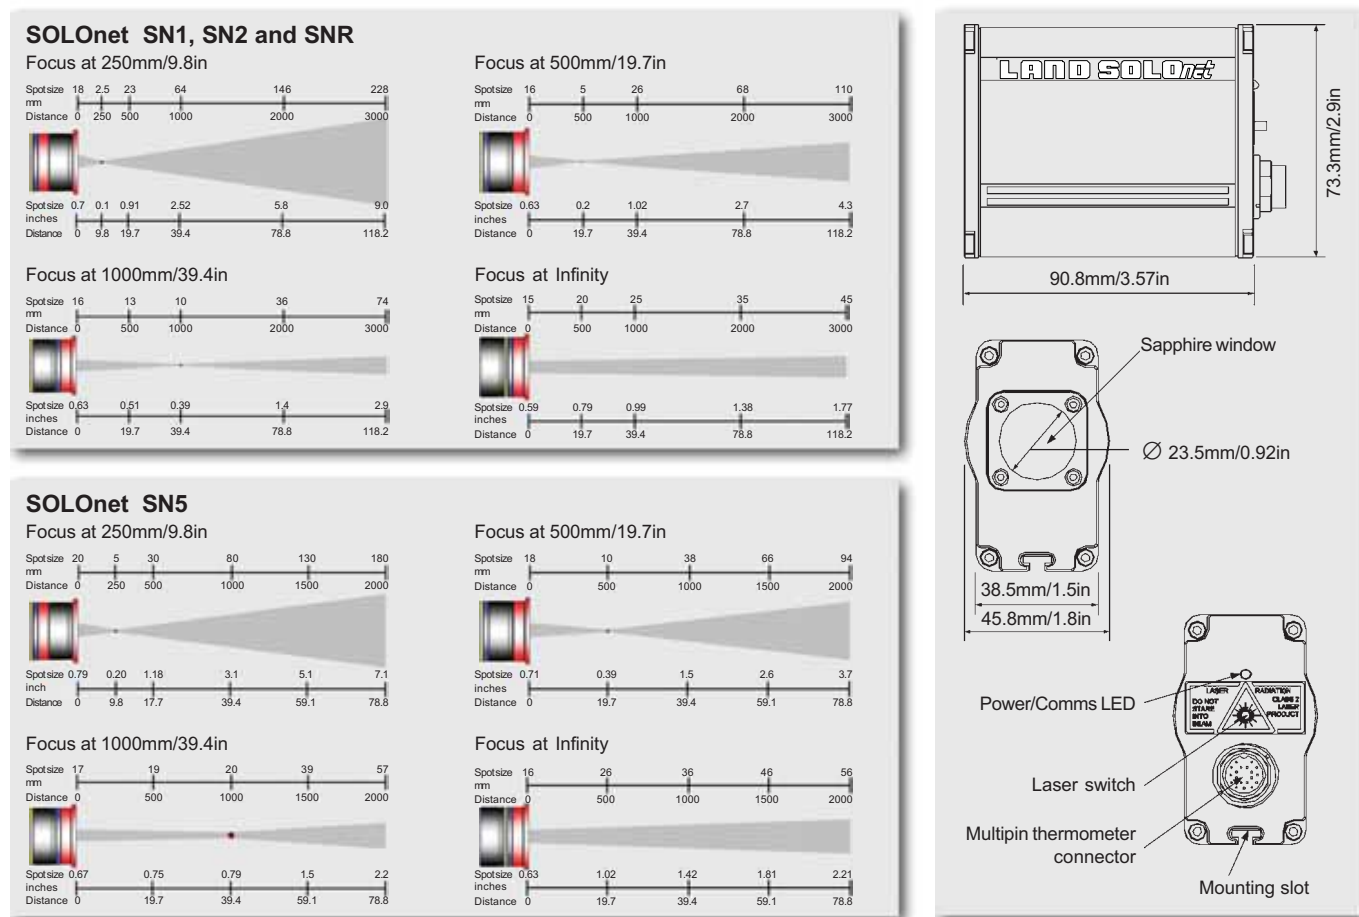 SOLOnet SN1, SN2 and SNR
Focus at 250mm/9.8in
Spotsize 18 2.5 23 64 146 228
mm
Distance 0 250 500 1000 2000 3000
Spotsize 0.7 0.1 0.91 2.52 5.8 9.0
inches
Distance 0 9.8 19.7 39.4 78.8 118.2
Focus at 500mm/19.7in
Spotsize 16 5 26 68 110
mm
Distance 0 500 1000 2000 3000
Spotsize 0.63 0.2 1.02 2.7 4.3
inches
Distance 0 19.7 39.4 78.8 118.2
Focus at 1000mm/39.4in
Spotsize 16 13 10 36 74
mm
Distance 0 500 1000 2000 3000
Spotsize 0.63 0.51 0.39 1.4 2.9
inches
Distance 0 19.7 39.4 78.8 118.2
Focus at Infinity
Spotsize 15 20 25 35 45
mm
Distance 0 500 1000 2000 3000
Spotsize 0.59 0.79 0.99 1.38 1.77
inches
Distance 0 19.7 39.4 78.8 118.2
SOLOnet SN5
Focus at 250mm/9.8in
Spotsize 20 5 30 80 130 180
mm
Distance 0 250 500 1000 1500 2000
Spotsize 0.79 0.20 1.18 3.1 5.1 7.1
inch
Distance 0 9.8 17.7 39.4 59.1 78.8
Focus at 500mm/19.7in
Spotsize 18 10 38 66 94
mm
Distance 0 500 1000 1500 2000
Spotsize 0.71 0.39 1.5 2.6 3.7
inches
Distance 0 19.7 39.4 59.1 78.8
Focus at 1000mm/39.4in
Spotsize 17 19 20 39 57
mm
Distance 0 500 1000 1500 2000
Spotsize 0.67 0.75 0.79 1.5 2.2
inches
Distance 0 19.7 39.4 59.1 78.8
Focus at Infinity
Spotsize 16 26 36 46 56
mm
Distance 0 500 1000 1500 2000
Spotsize 0.63 1.02 1.42 1.81 2.21
inches
Distance 0 19.7 39.4 59.1 78.8
LAND SOLOnet
73.3mm/2.9in
90.8mm/3.57in
Sapphire window
∅ 23.5mm/0.92in
38.5mm/1.5in
45.8mm/1.8in
Power/Comms LED
LASER RADIATION
DO NOT
STARE
INTO
BEAM
CLASS 2
LASER
PRODUCT
Laser switch
Multipin thermometer
connector
Mounting slot